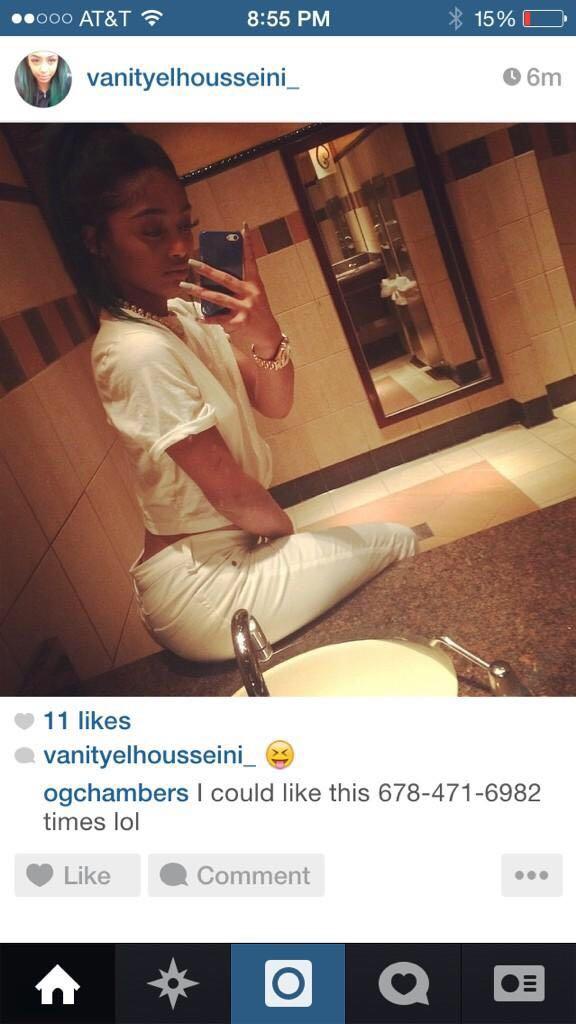 AT&T 8:55 PM 15%
vanityelhousseini_ 6m
11 likes
vanityelhousseini_ 😝
ogchambers I could like this 678-471-6982
times lol
Like Comment